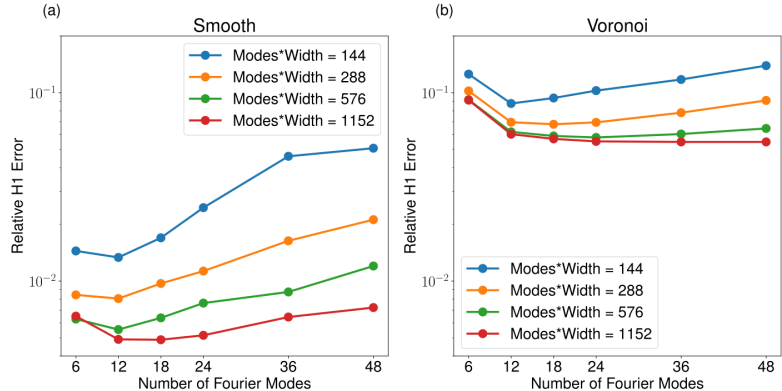 (a)
Smooth
Relative H1 Error
10⁻¹
10⁻²
Modes*Width = 144
Modes*Width = 288
Modes*Width = 576
Modes*Width = 1152
6 12 18 24 36 48
Number of Fourier Modes
(b)
Voronoi
Relative H1 Error
10⁻¹
10⁻²
Modes*Width = 144
Modes*Width = 288
Modes*Width = 576
Modes*Width = 1152
6 12 18 24 36 48
Number of Fourier Modes